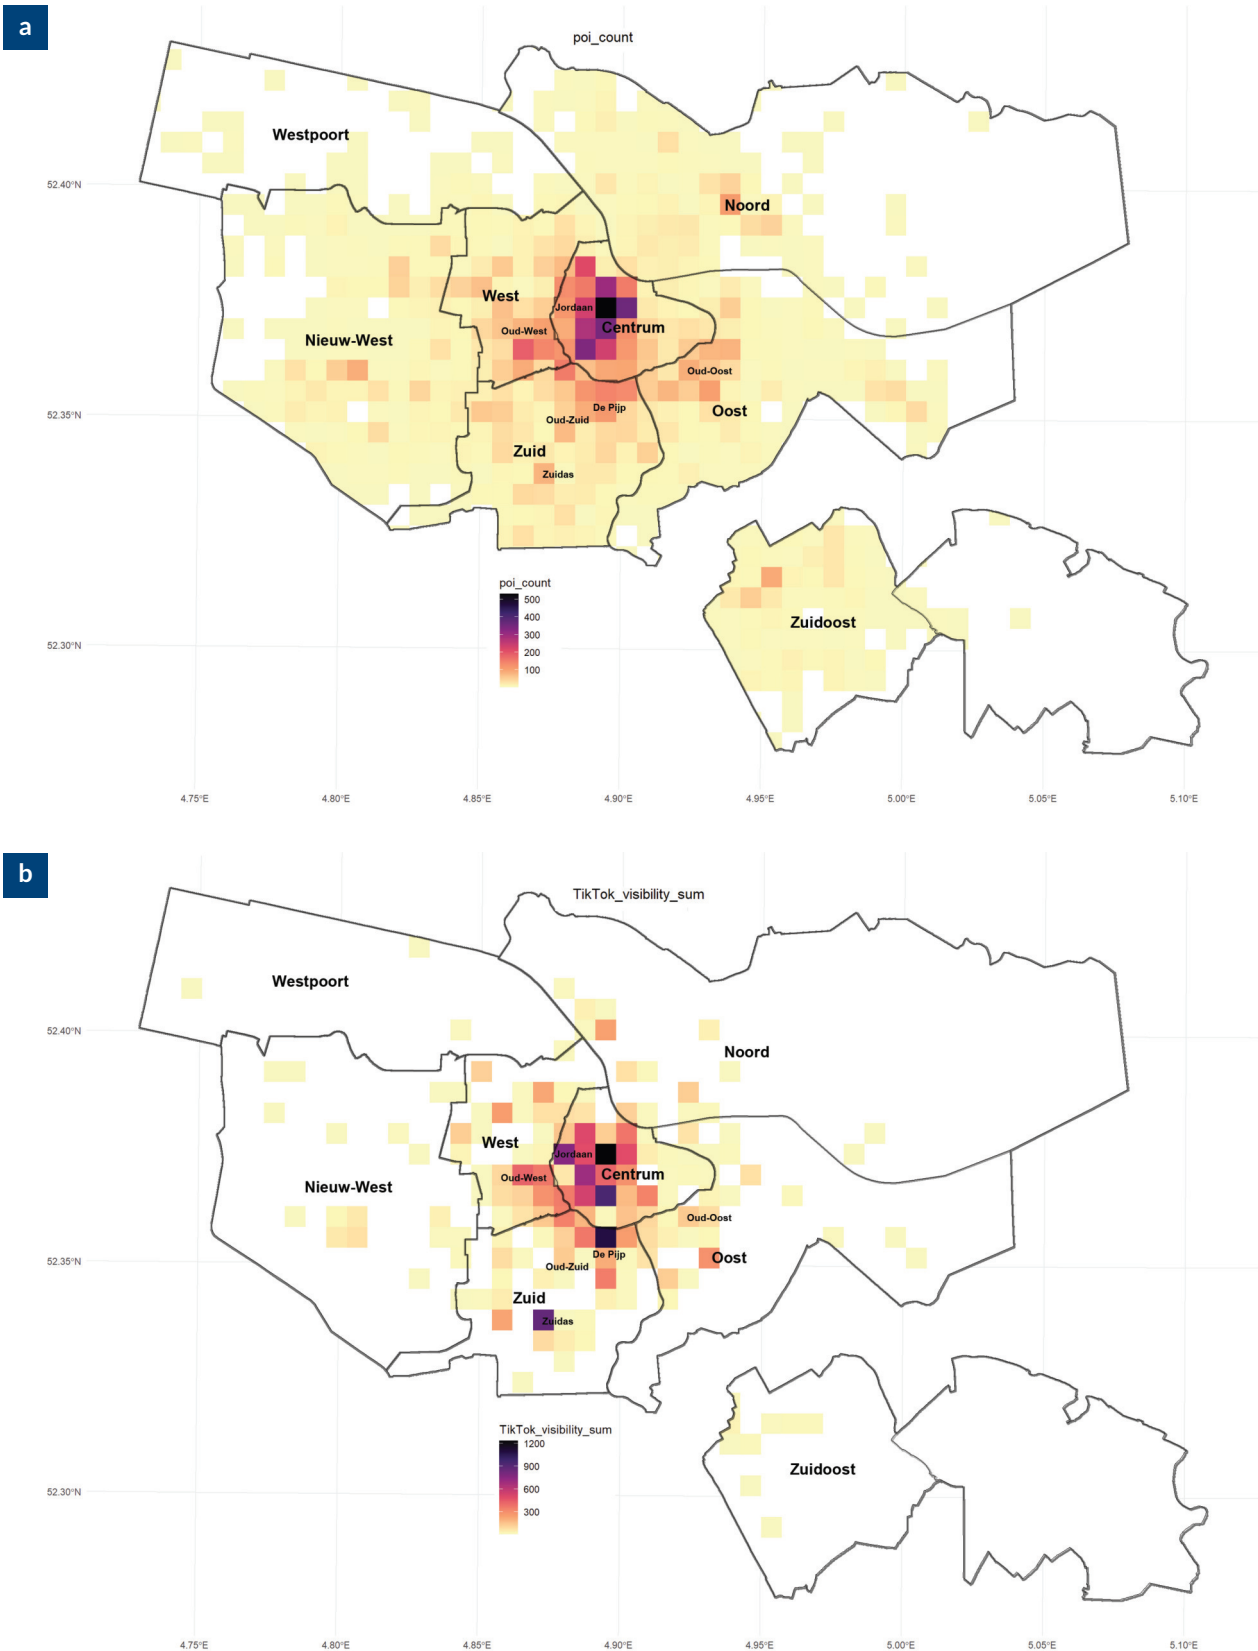 a
poi_count
Westpoort
52.40°N
Noord
West
Jordaan
Oud-West
Centrum
Nieuw-West
Oud-Oost
De Pijp
Oost
52.35°N
Oud-Zuid
Zuid
Zuidas
poi_count
500
400
300
200
100
Zuidoost
52.30°N
4.75°E 4.80°E 4.85°E 4.90°E 4.95°E 5.00°E 5.05°E 5.10°E
b
TikTok_visibility_sum
Westpoort
52.40°N
Noord
West
Jordaan
Oud-West
Centrum
Nieuw-West
Oud-Oost
De Pijp
Oost
52.35°N
Oud-Zuid
Zuid
Zuidas
TikTok_visibility_sum
1200
900
600
300
Zuidoost
52.30°N
4.75°E 4.80°E 4.85°E 4.90°E 4.95°E 5.00°E 5.05°E 5.10°E